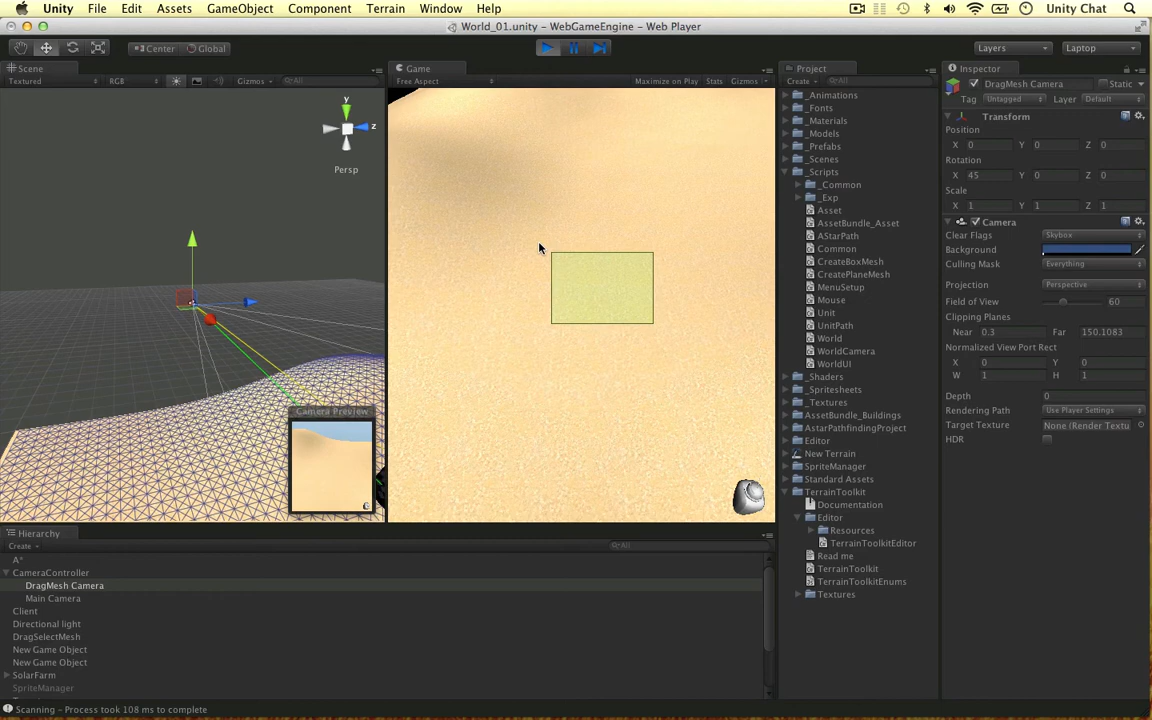 Unity File Edit Assets GameObject Component Terrain Window Help Unity Chat
World_01.unity – WebGameEngine – Web Player
Center Global Layers Laptop
Scene
Textured RGB Gizmos All
y
z
Persp
Camera Preview
Game
Free Aspect Maximize on Play Stats Gizmos
Project
Create All
_Animations
_Fonts
_Materials
_Models
_Prefabs
_Scenes
_Scripts
_Common
_Exp
Asset
AssetBundle_Asset
AStarPath
Common
CreateBoxMesh
CreatePlaneMesh
MenuSetup
Mouse
Unit
UnitPath
World
WorldCamera
WorldUI
_Shaders
_Spritesheets
_Textures
AssetBundle_Buildings
AstarPathfindingProject
Editor
New Terrain
SpriteManager
Standard Assets
TerrainToolkit
Documentation
Editor
Resources
TerrainToolkitEditor
Read me
TerrainToolkit
TerrainToolkitEnums
Textures
Inspector
DragMesh Camera Static
Tag Untagged Layer Default
Transform
Position
X 0 Y 0 Z 0
Rotation
X 45 Y 0 Z 0
Scale
X 1 Y 1 Z 1
Camera
Clear Flags Skybox
Background
Culling Mask Everything
Projection Perspective
Field of View 60
Clipping Planes
Near 0.3 Far 150.1083
Normalized View Port Rect
X 0 Y 0
W 1 H 1
Depth 0
Rendering Path Use Player Settings
Target Texture None (Render Textu
HDR
Hierarchy
Create All
A*
CameraController
DragMesh Camera
Main Camera
Client
Directional light
DragSelectMesh
New Game Object
New Game Object
SolarFarm
SpriteManager
Scanning – Process took 108 ms to complete